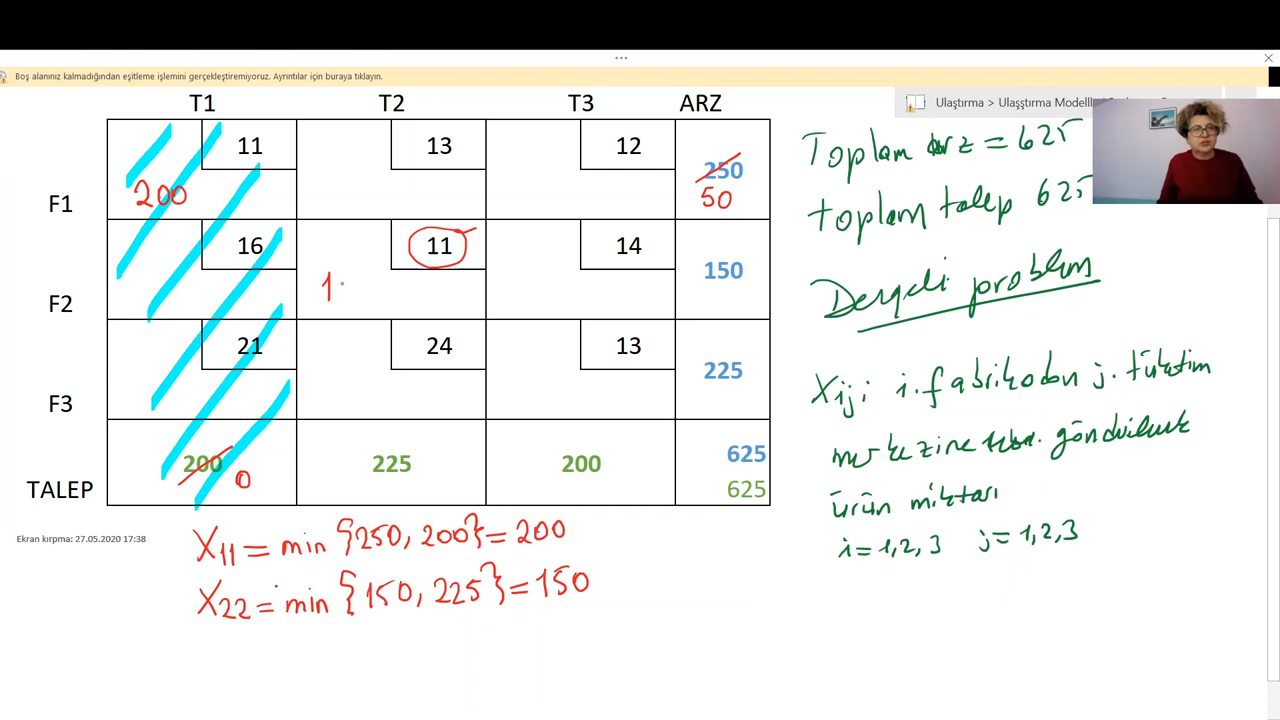 Boş alanınız kalmadığından eşitleme işlemini gerçekleştiremiyoruz. Ayrıntılar için buraya tıklayın.
Ulaştırma > Ulaşştırma Modelll
T1 T2 T3 ARZ
11 13 12 250
200 50
F1
16 11 14 150
1
F2
21 24 13 225
F3
200 0 225 200 625
TALEP 625
Ekran kırpma: 27.05.2020 17:38
X11 = min {250, 200} = 200
X22 = min {150, 225} = 150
Toplam arz = 625
toplam talep 625
Dengeli problem
Xij: i. fabrikadan j. tüketim
merkezine gönderilecek
ürün miktarı
i = 1,2,3 j = 1,2,3